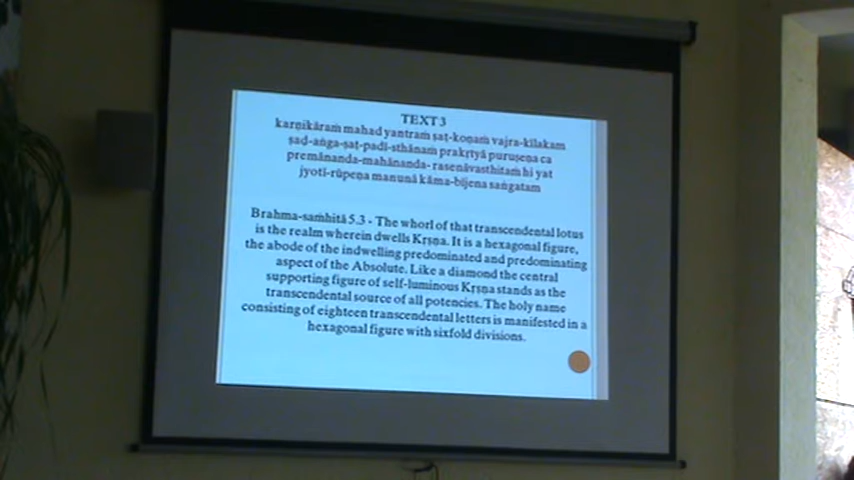 TEXT 3
karṇikāraṁ mahad yantraṁ ṣaṭ-koṇaṁ vajra-kīlakam
ṣaḍ-aṅga-ṣaṭ-padī-sthānaṁ prakṛtyā puruṣeṇa ca
premānanda-mahānanda- rasenāvasthitaṁ hi yat
jyotī-rūpeṇa manunā kāma-bījena saṅgatam
Brahma-saṁhitā 5.3 - The whorl of that transcendental lotus
is the realm wherein dwells Kṛṣṇa. It is a hexagonal figure,
the abode of the indwelling predominated and predominating
aspect of the Absolute. Like a diamond the central
supporting figure of self-luminous Kṛṣṇa stands as the
transcendental source of all potencies. The holy name
consisting of eighteen transcendental letters is manifested in a
hexagonal figure with sixfold divisions.